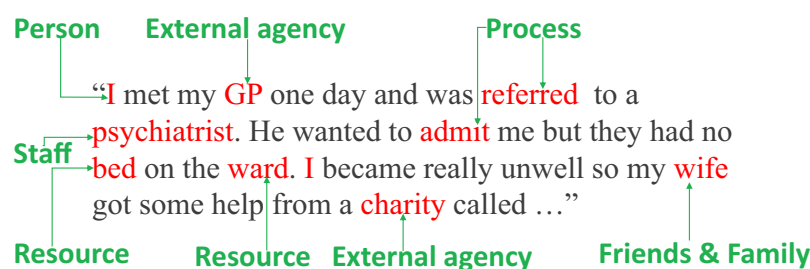 Person External agency Process
“I met my GP one day and was referred to a
psychiatrist. He wanted to admit me but they had no
Staff
bed on the ward. I became really unwell so my wife
got some help from a charity called …”
Resource Resource External agency Friends & Family